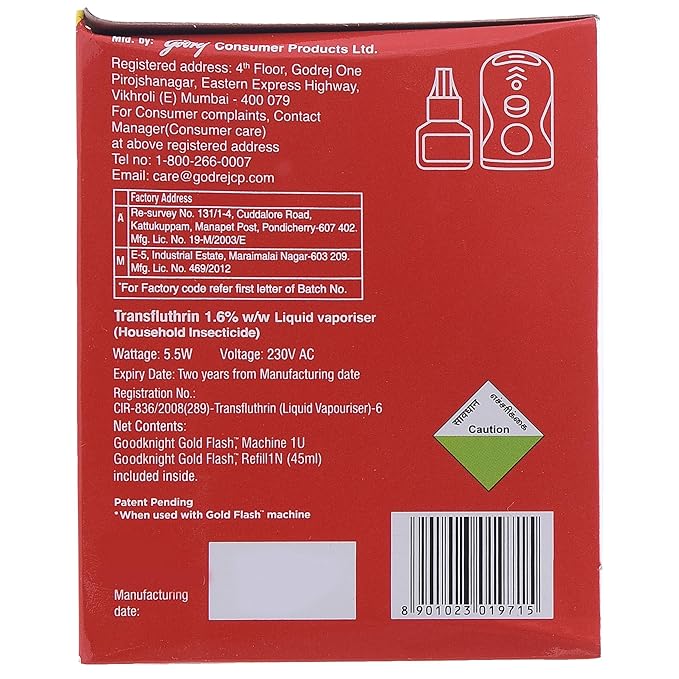 Mfd. by: Godrej Consumer Products Ltd.
Registered address: 4th Floor, Godrej One
Pirojshanagar, Eastern Express Highway,
Vikhroli (E) Mumbai - 400 079
For Consumer complaints, Contact
Manager(Consumer care)
at above registered address
Tel no: 1-800-266-0007
Email: care@godrejcp.com
Factory Address
A Re-survey No. 131/1-4, Cuddalore Road,
Kattukuppam, Manapet Post, Pondicherry-607 402.
Mfg. Lic. No. 19-M/2003/E
M E-5, Industrial Estate, Maraimalai Nagar-603 209.
Mfg. Lic. No. 469/2012
*For Factory code refer first letter of Batch No.
Transfluthrin 1.6% w/w Liquid vaporiser
(Household Insecticide)
Wattage: 5.5W Voltage: 230V AC
Expiry Date: Two years from Manufacturing date
Registration No.:
CIR-836/2008(289)-Transfluthrin (Liquid Vapouriser)-6
Net Contents:
Goodknight Gold Flash™ Machine 1U
Goodknight Gold Flash™ Refill1N (45ml)
included inside.
Patent Pending
*When used with Gold Flash™ machine
सावधान
எச்சரிக்கை
Caution
Manufacturing
date:
8 901023 019715